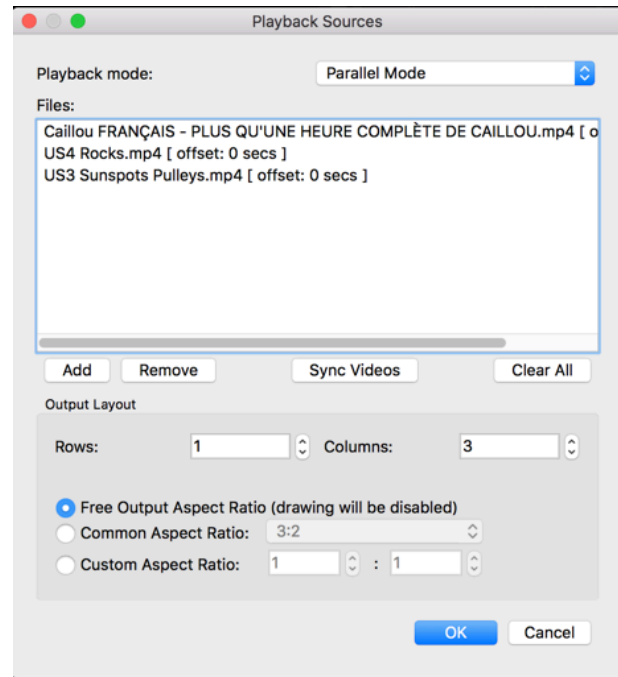 Playback Sources
Playback mode: Parallel Mode
Files:
Caillou FRANÇAIS - PLUS QU'UNE HEURE COMPLÈTE DE CAILLOU.mp4 [ o
US4 Rocks.mp4 [ offset: 0 secs ]
US3 Sunspots Pulleys.mp4 [ offset: 0 secs ]
Add Remove Sync Videos Clear All
Output Layout
Rows: 1 Columns: 3
Free Output Aspect Ratio (drawing will be disabled)
Common Aspect Ratio: 3:2
Custom Aspect Ratio: 1 : 1
OK Cancel